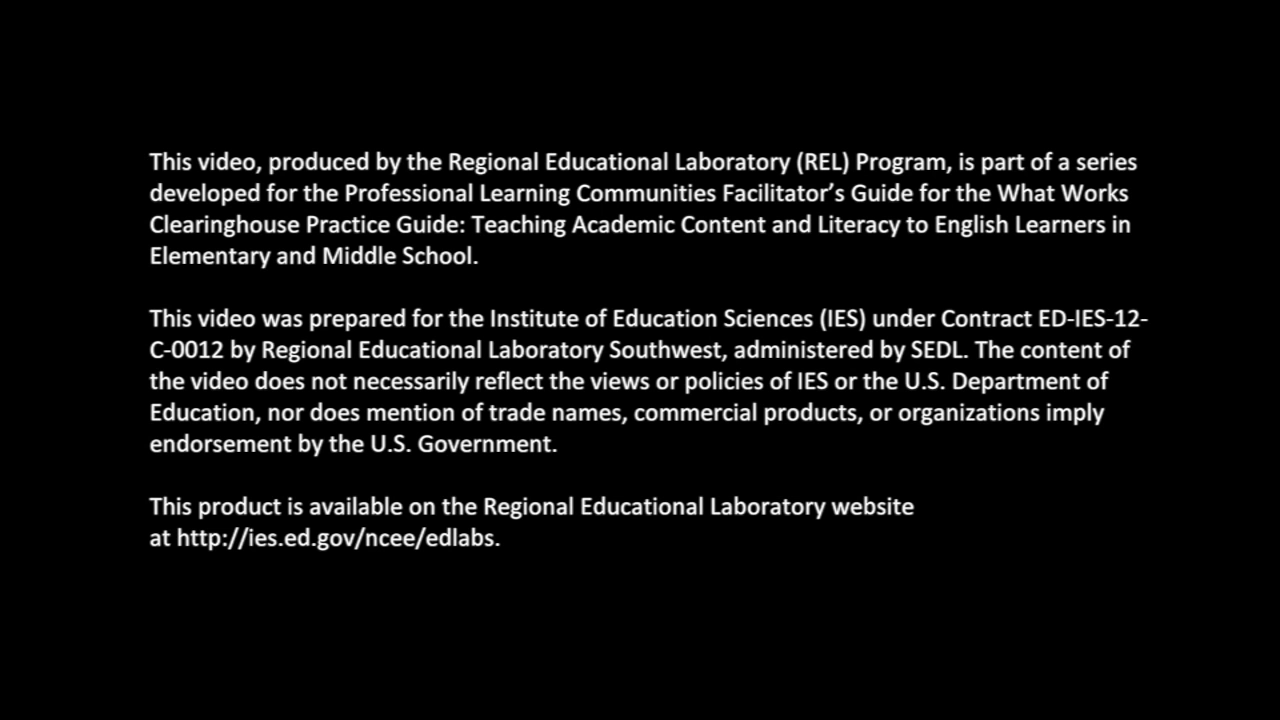 This video, produced by the Regional Educational Laboratory (REL) Program, is part of a series
developed for the Professional Learning Communities Facilitator’s Guide for the What Works
Clearinghouse Practice Guide: Teaching Academic Content and Literacy to English Learners in
Elementary and Middle School.
This video was prepared for the Institute of Education Sciences (IES) under Contract ED-IES-12-
C-0012 by Regional Educational Laboratory Southwest, administered by SEDL. The content of
the video does not necessarily reflect the views or policies of IES or the U.S. Department of
Education, nor does mention of trade names, commercial products, or organizations imply
endorsement by the U.S. Government.
This product is available on the Regional Educational Laboratory website
at http://ies.ed.gov/ncee/edlabs.